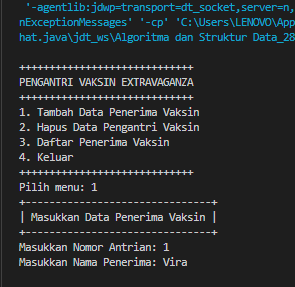 '-agentlib:jdwp=transport=dt_socket,server=n,
nExceptionMessages' '-cp' 'C:\Users\LENOVO\App
hat.java\jdt_ws\Algoritma dan Struktur Data_28
++++++++++++++++++++++++++++++
PENGANTRI VAKSIN EXTRAVAGANZA
++++++++++++++++++++++++++++++
1. Tambah Data Penerima Vaksin
2. Hapus Data Pengantri Vaksin
3. Daftar Penerima Vaksin
4. Keluar
++++++++++++++++++++++++++++++
Pilih menu: 1
+-------------------------------+
| Masukkan Data Penerima Vaksin |
+-------------------------------+
Masukkan Nomor Antrian: 1
Masukkan Nama Penerima: Vira